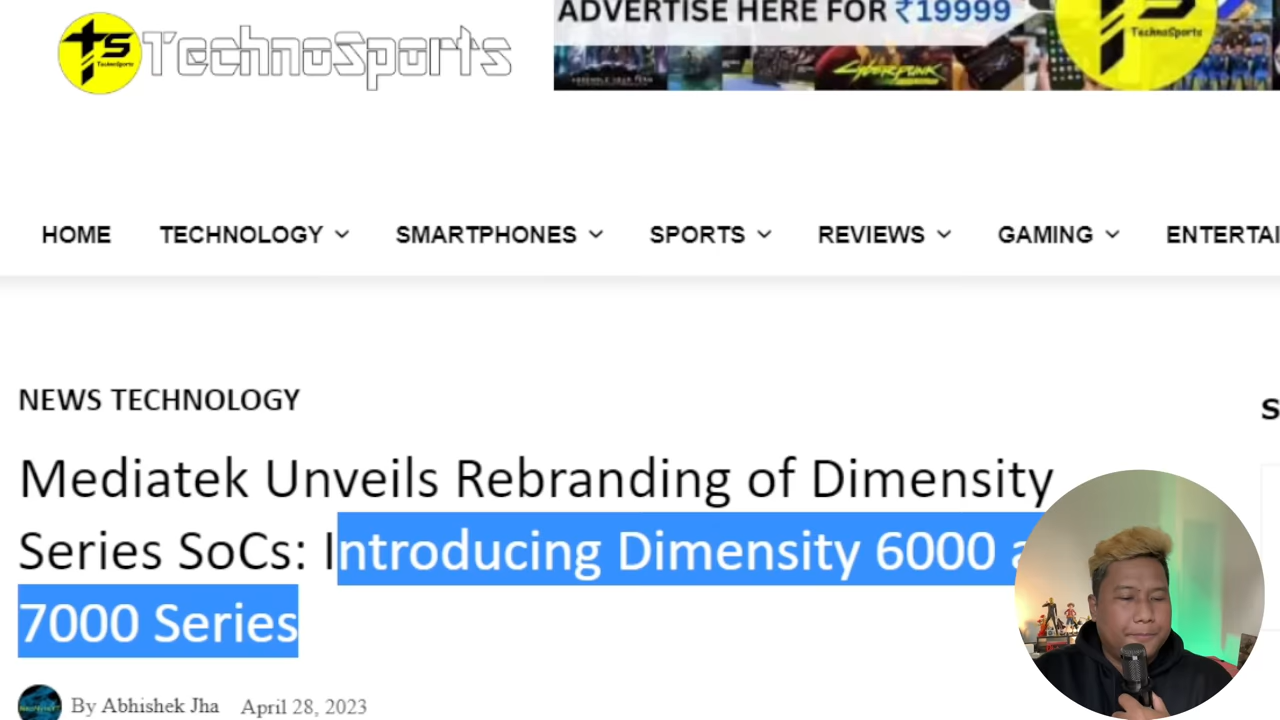 ADVERTISE HERE FOR ₹19999
TechnoSports
TechnoSports
HOME TECHNOLOGY SMARTPHONES SPORTS REVIEWS GAMING
NEWS TECHNOLOGY
Mediatek Unveils Rebranding of Dimensity
Series SoCs: Introducing Dimensity 6000
7000 Series
By Abhishek Jha April 28, 2023